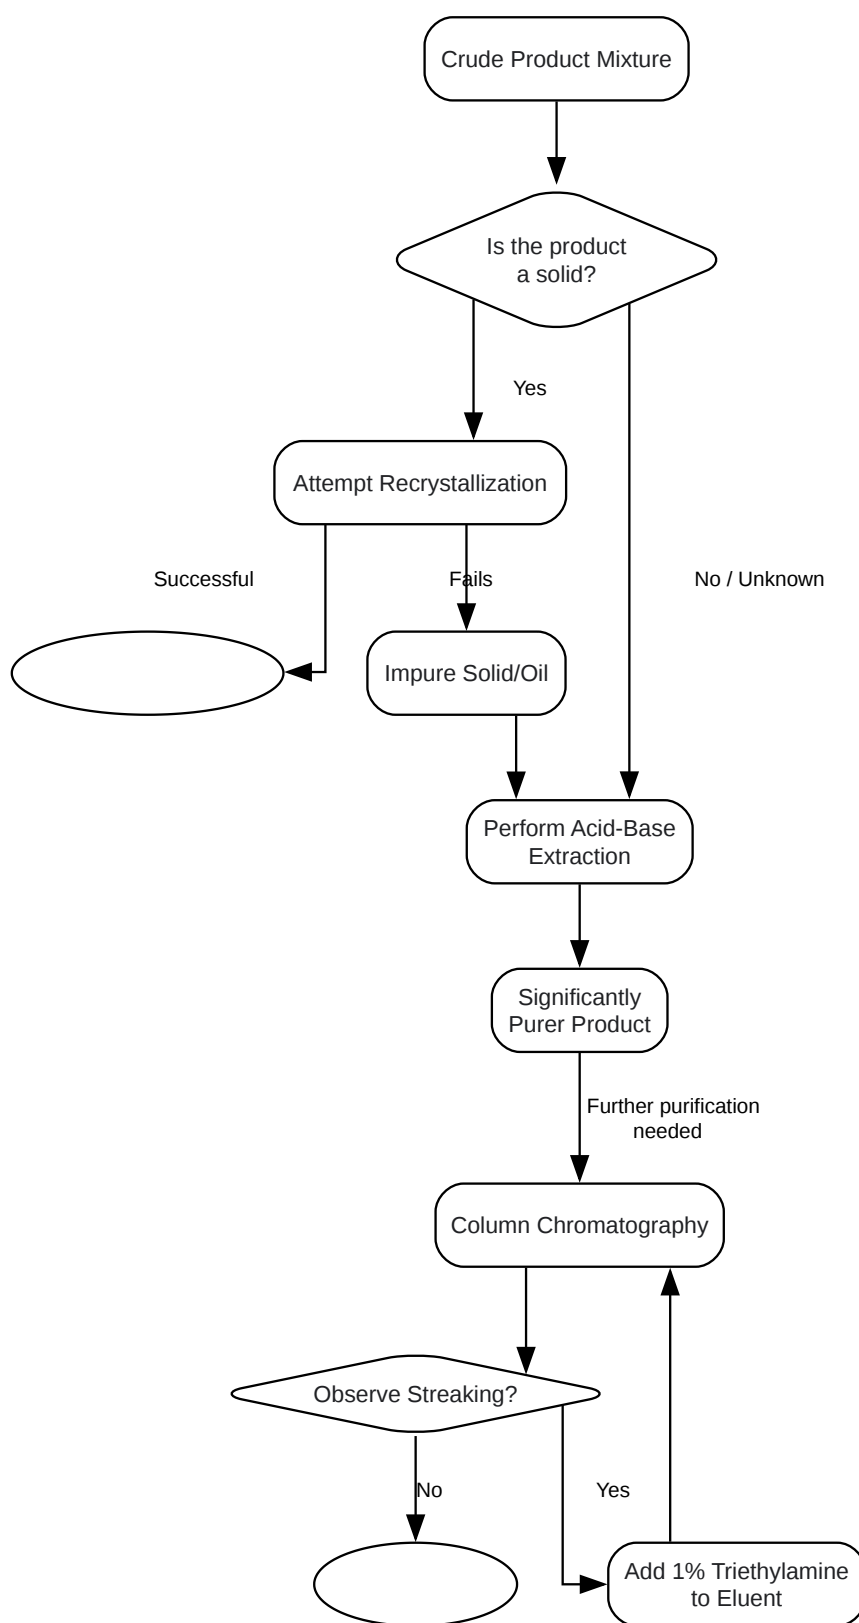 Crude Product Mixture
Is the product
a solid?
Yes
Attempt Recrystallization
Successful
Fails
No / Unknown
Impure Solid/Oil
Perform Acid-Base
Extraction
Significantly
Purer Product
Further purification
needed
Column Chromatography
Observe Streaking?
No
Yes
Add 1% Triethylamine
to Eluent